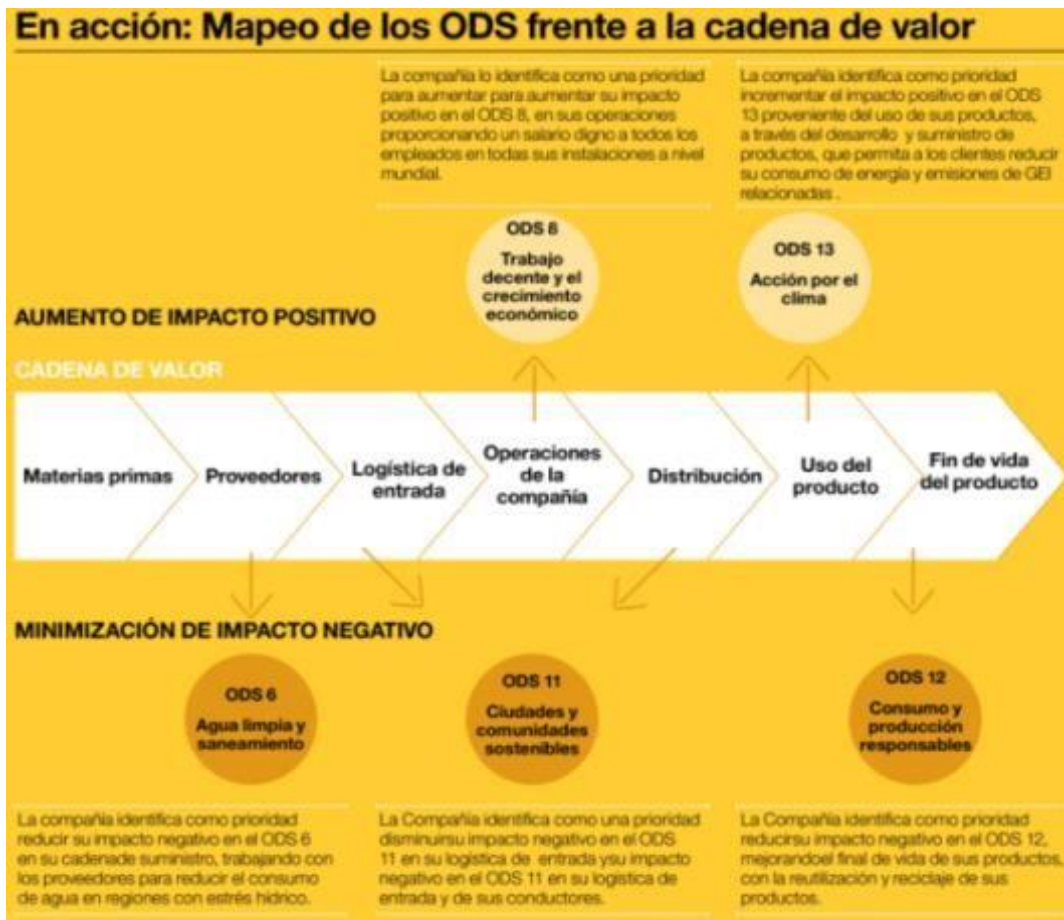 En acción: Mapeo de los ODS frente a la cadena de valor
La compañía lo identifica como una prioridad
para aumentar para aumentar su impacto
positivo en el ODS 8, en sus operaciones
proporcionando un salario digno a todos los
empleados en todas sus instalaciones a nivel
mundial.
La compañía identifica como prioridad
incrementar el impacto positivo en el ODS
13 proveniente del uso de sus productos,
a través del desarrollo y suministro de
productos, que permita a los clientes reducir
su consumo de energía y emisiones de GEI
relacionadas .
ODS 8
Trabajo
decente y el
crecimiento
económico
ODS 13
Acción por el
clima
AUMENTO DE IMPACTO POSITIVO
CADENA DE VALOR
Materias primas
Proveedores
Logística de
entrada
Operaciones
de la
compañía
Distribución
Uso del
producto
Fin de vida
del producto
MINIMIZACIÓN DE IMPACTO NEGATIVO
ODS 6
Agua limpia y
saneamiento
ODS 11
Ciudades y
comunidades
sostenibles
ODS 12
Consumo y
producción
responsables
La compañía identifica como prioridad
reducir su impacto negativo en el ODS 6
en su cadenade suministro, trabajando con
los proveedores para reducir el consumo
de agua en regiones con estrés hídrico.
La Compañía identifica como una prioridad
disminuirsu impacto negativo en el ODS
11 en su logística de entrada ysu impacto
negativo en el ODS 11 en su logística de
entrada y de sus conductores.
La Compañía identifica como prioridad
reducirsu impacto negativo en el ODS 12,
mejorandoel final de vida de sus productos,
con la reutilización y reciclaje de sus
productos.